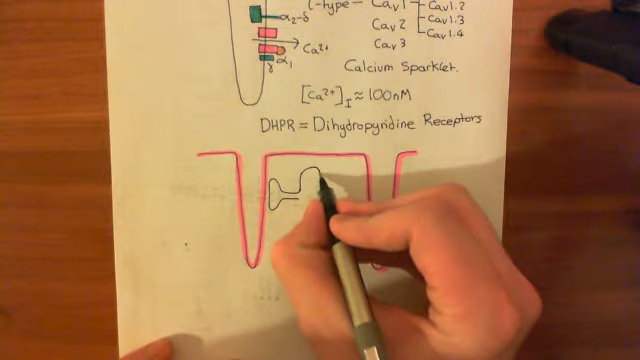 L-type — Cav1 Cav1.2
Cav1.3
Cav1.4
Cav2
Cav3
α₂-δ
Ca²⁺
γ α₁
Calcium Sparklet.
[Ca²⁺]I ≈ 100nM
DHPR = Dihydropyridine Receptors